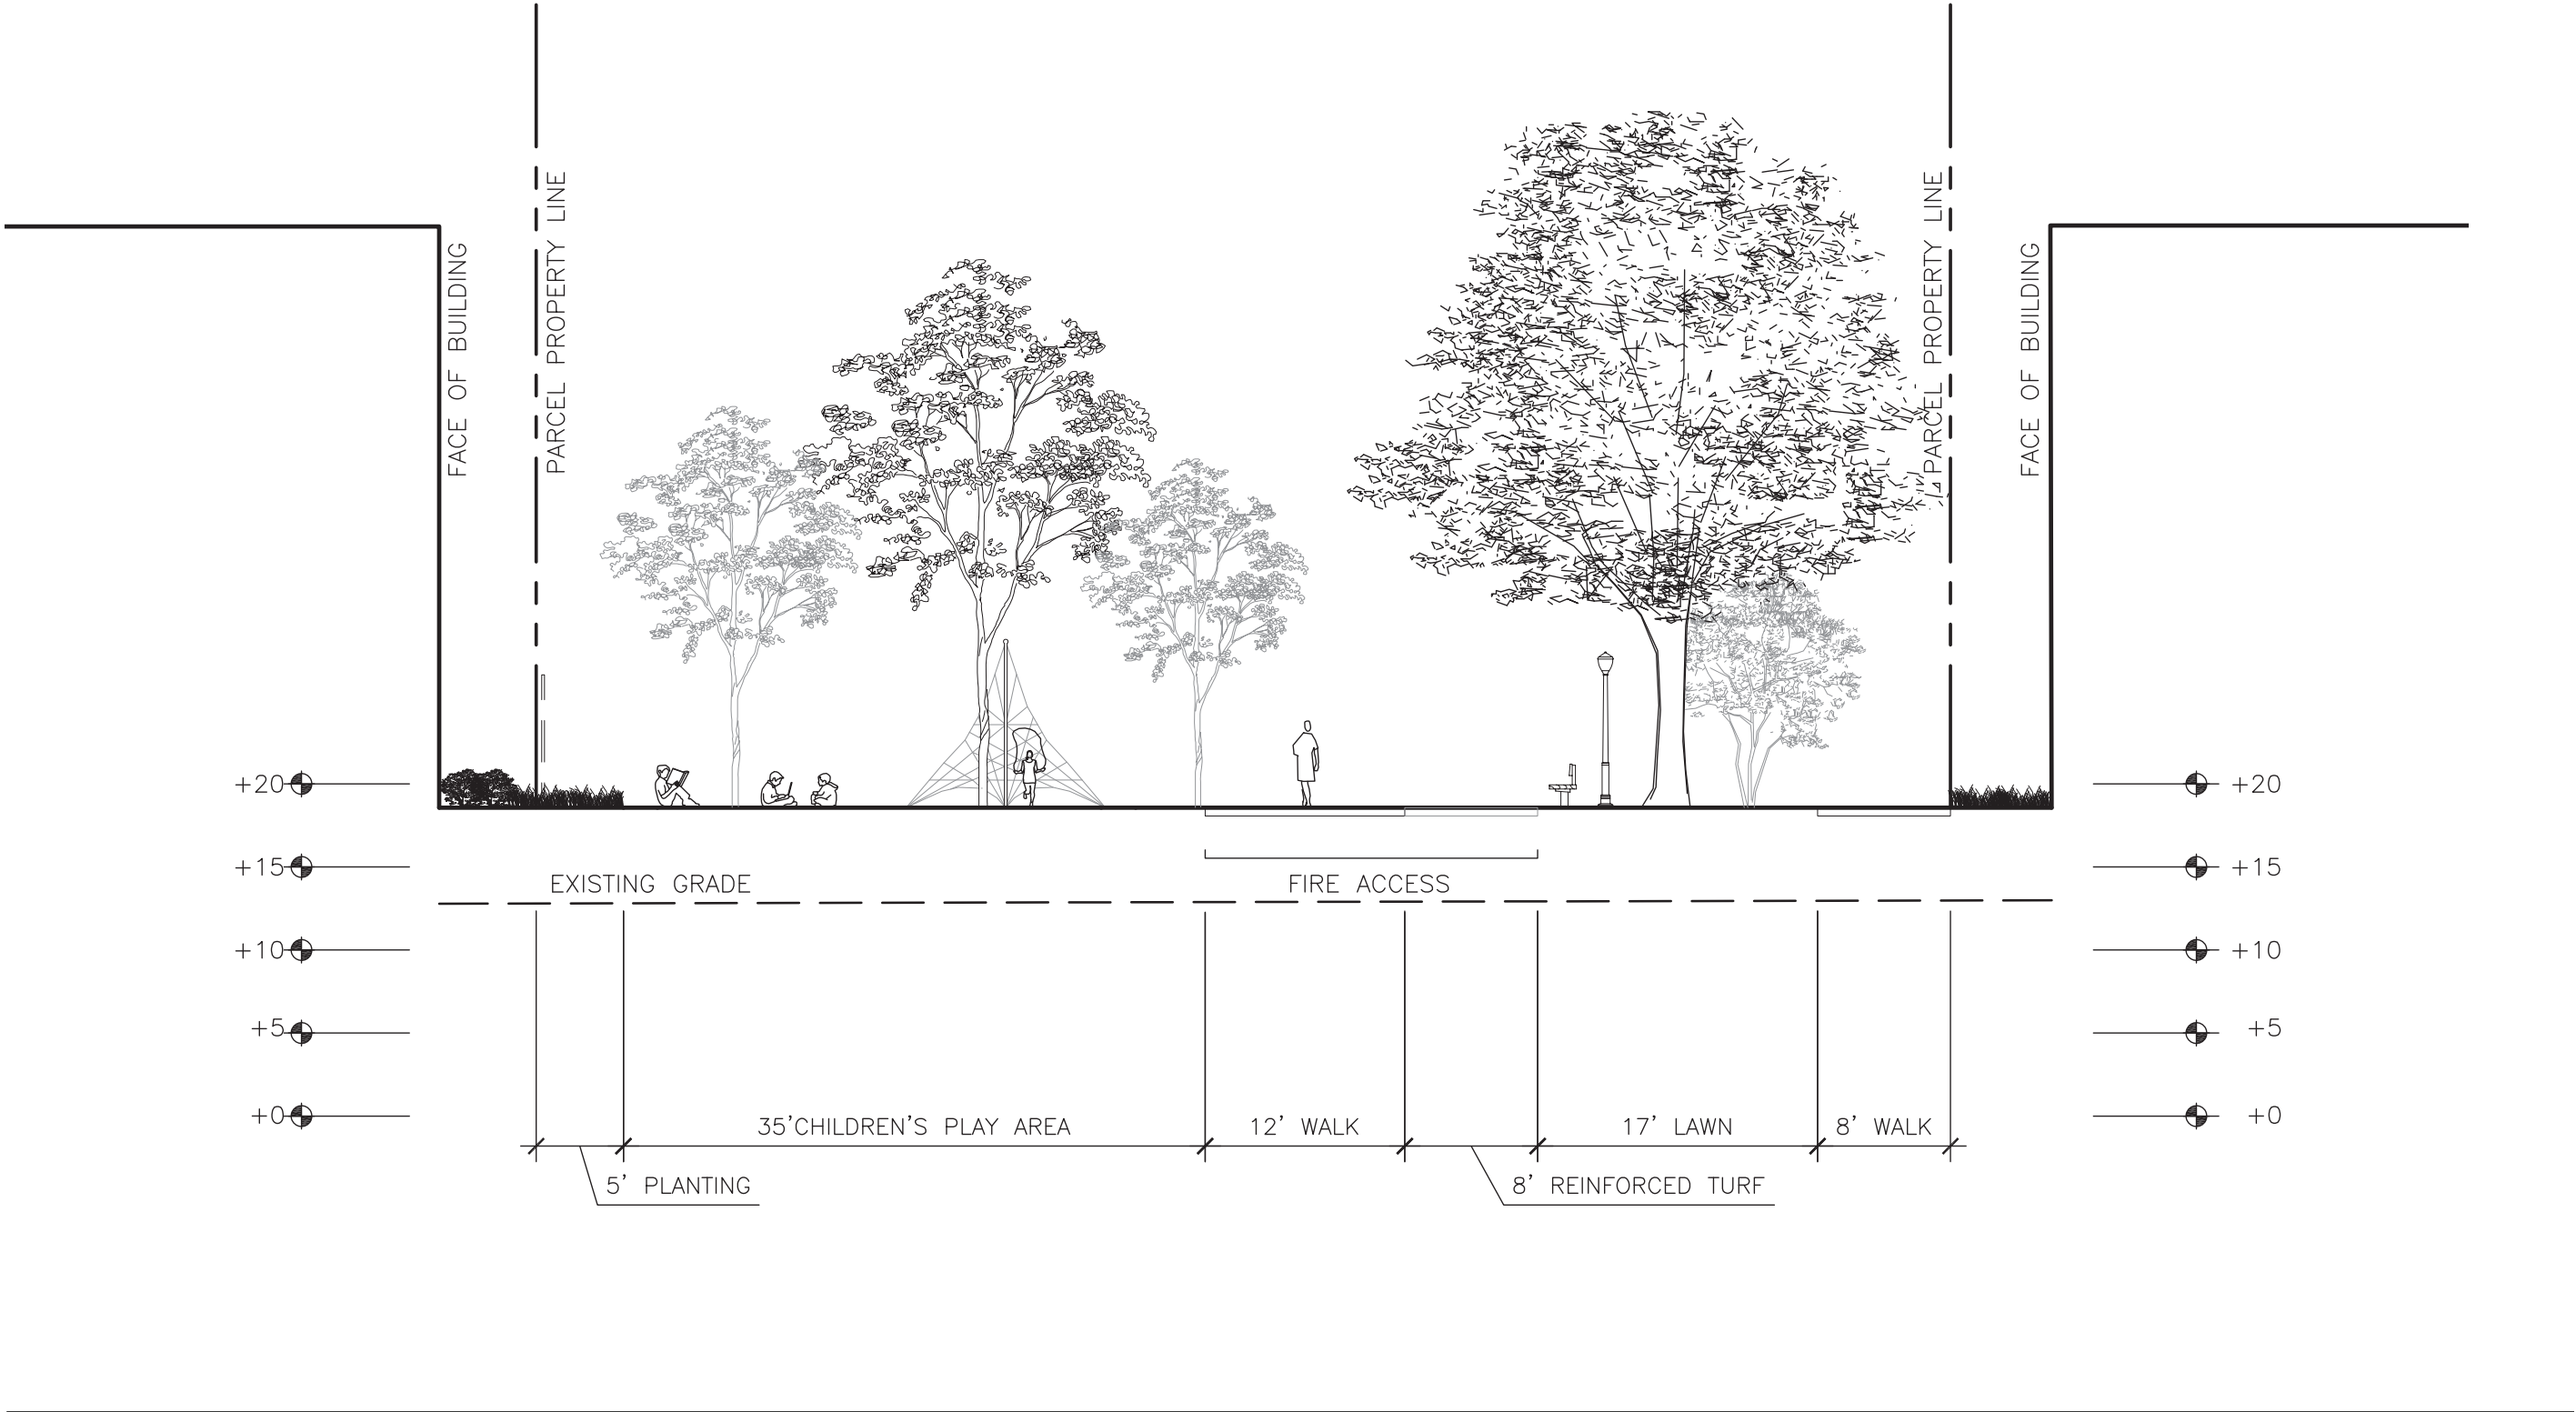 PARCEL PROPERTY LINE
PARCEL PROPERTY LINE
FACE OF BUILDING
FACE OF BUILDING
+20
+20
+15
+15
EXISTING GRADE
FIRE ACCESS
+10
+10
+5
+5
+0
+0
35'CHILDREN'S PLAY AREA
12' WALK
17' LAWN
8' WALK
5' PLANTING
8' REINFORCED TURF